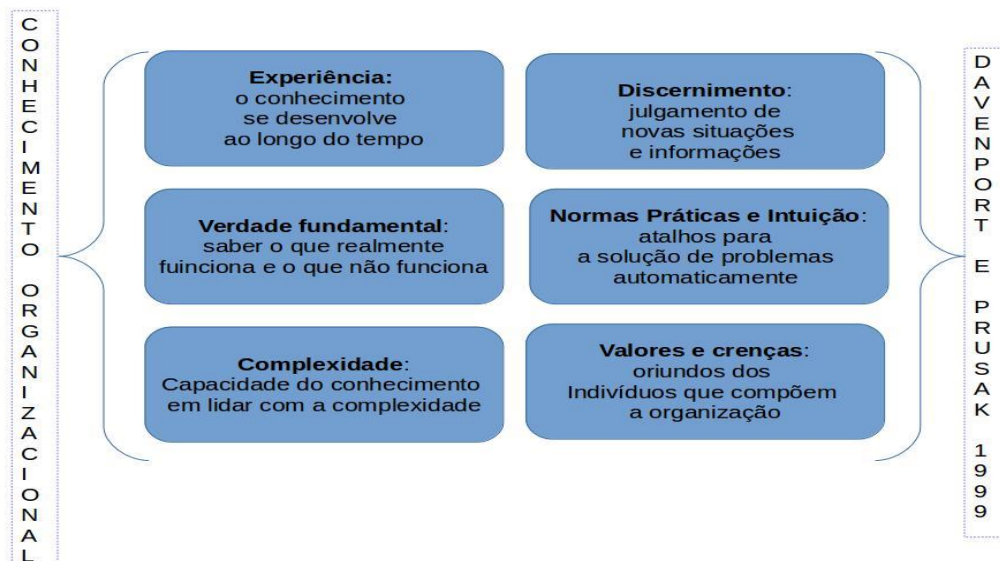 CONHECIMENTO ORGANIZACIONAL
Experiência:
o conhecimento
se desenvolve
ao longo do tempo
Discernimento:
julgamento de
novas situações
e informações
Verdade fundamental:
saber o que realmente
fuinciona e o que não funciona
Normas Práticas e Intuição:
atalhos para
a solução de problemas
automaticamente
Complexidade:
Capacidade do conhecimento
em lidar com a complexidade
Valores e crenças:
oriundos dos
Indivíduos que compõem
a organização
DAVENPORT E PRUSAK 1999